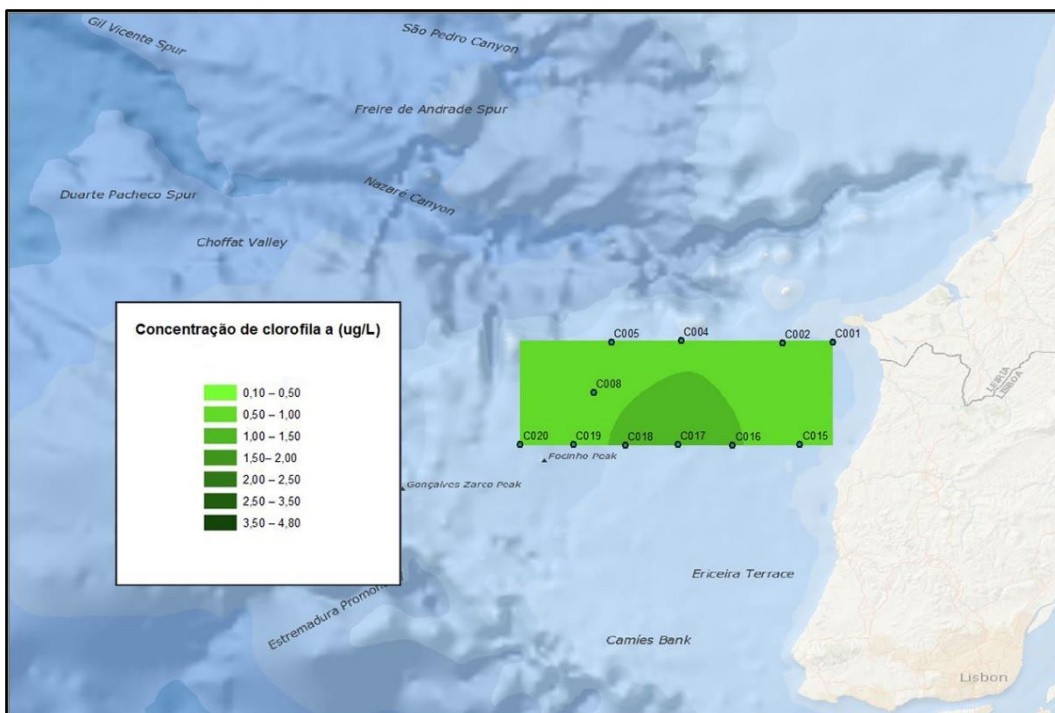 Gil Vicente Spur
São Pedro Canyon
Freire de Andrade Spur
Nazaré Canyon
Duarte Pacheco Spur
Choffat Valley
Concentração de clorofila a (ug/L)
0,10 – 0,50
0,50 – 1,00
1,00 – 1,50
1,50– 2,00
2,00 – 2,50
2,50 – 3,50
3,50 – 4,80
C005
C004
C002
C001
C008
C020
C019
C018
C017
C016
C015
Focinho Peak
Gonçalves Zarco Peak
LEIRIA
LISBOA
Ericeira Terrace
Estremadura
Camíes Bank
Lisbon